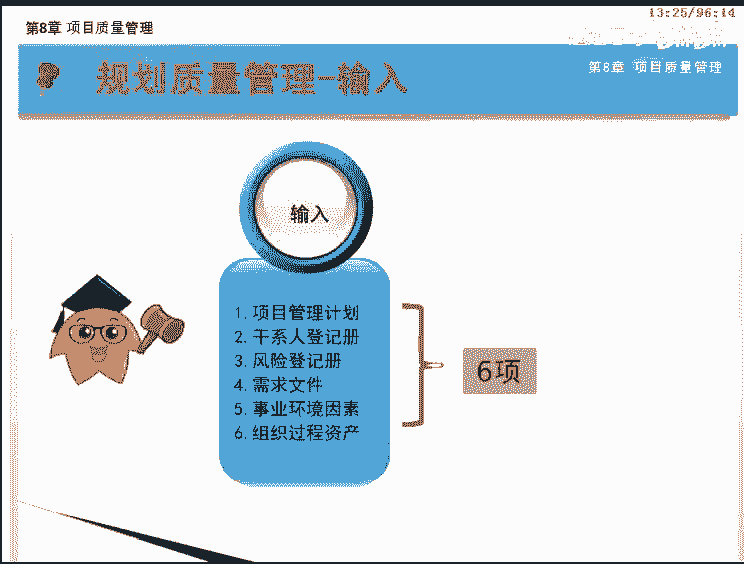 13:25/96:14
第8章 项目质量管理
规划质量管理-输入
第8章 项目质量管理
输入
1. 项目管理计划
2. 干系人登记册
3. 风险登记册
4. 需求文件
5. 事业环境因素
6. 组织过程资产
6项